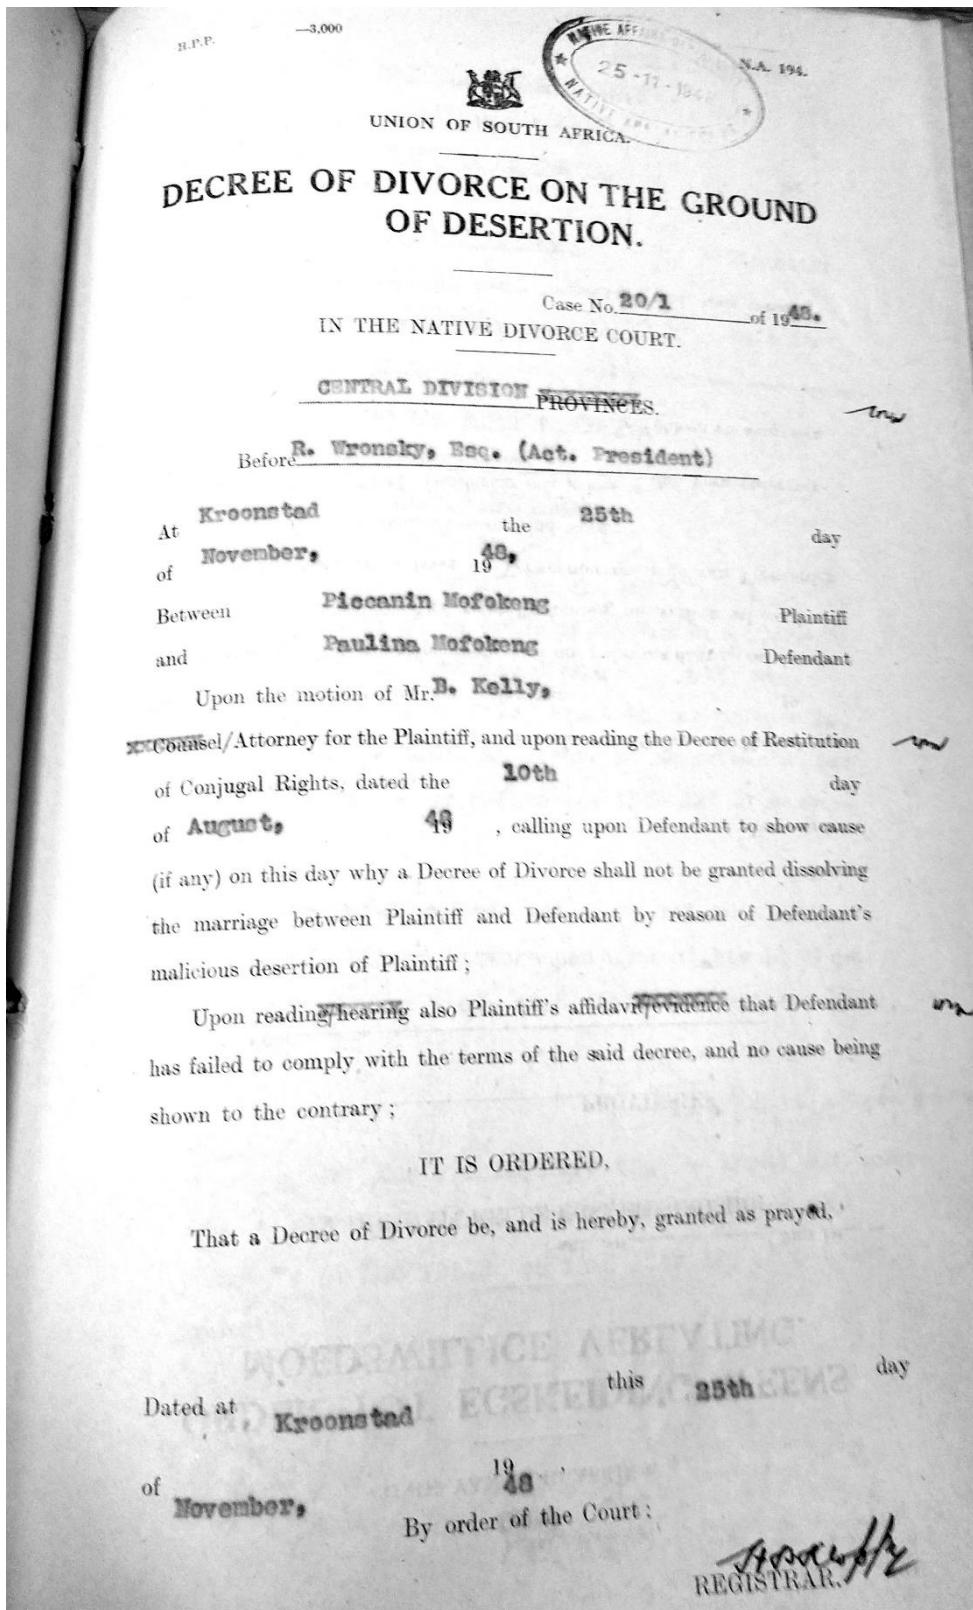 H.P.P. —3,000
N.A. 194.
NATIVE AFFAIRS
25-11-194
UNION OF SOUTH AFRICA.
DECREE OF DIVORCE ON THE GROUND
OF DESERTION.
Case No. 20/1 of 1948.
IN THE NATIVE DIVORCE COURT.
CENTRAL DIVISION PROVINCES.
Before R. Wronsky, Esq. (Act. President)
At Kroonstad the 25th day
of November, 1948,
Between Piccanin Mofokeng Plaintiff
and Paulina Mofokeng Defendant
Upon the motion of Mr. B. Kelly,
Counsel/Attorney for the Plaintiff, and upon reading the Decree of Restitution
of Conjugal Rights, dated the 10th day
of August, 1948, calling upon Defendant to show cause
(if any) on this day why a Decree of Divorce shall not be granted dissolving
the marriage between Plaintiff and Defendant by reason of Defendant's
malicious desertion of Plaintiff;
Upon reading/hearing also Plaintiff's affidavit/evidence that Defendant
has failed to comply with the terms of the said decree, and no cause being
shown to the contrary;
IT IS ORDERED,
That a Decree of Divorce be, and is hereby, granted as prayed,
Dated at Kroonstad this 25th day
of November, 1948
By order of the Court:
REGISTRAR.